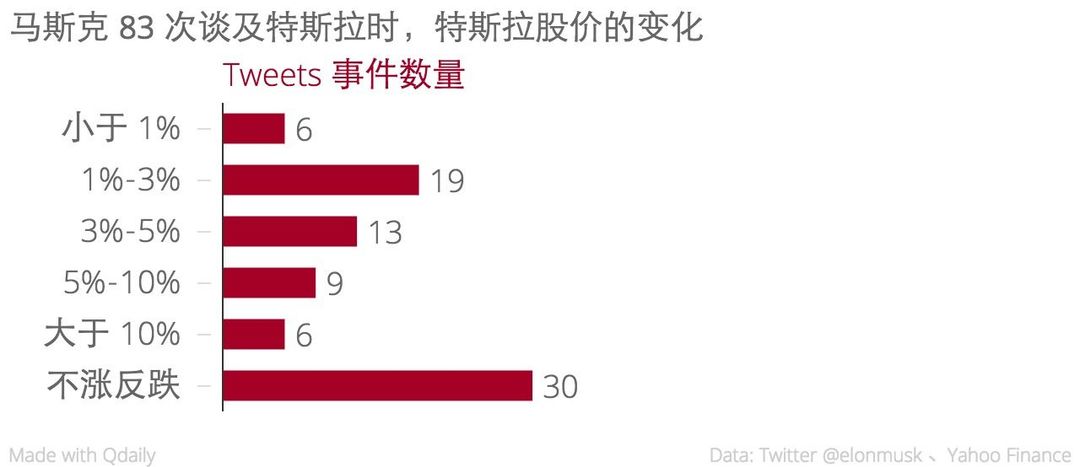 马斯克 83 次谈及特斯拉时，特斯拉股价的变化
Tweets 事件数量
小于 1% 6
1%-3% 19
3%-5% 13
5%-10% 9
大于 10% 6
不涨反跌 30
Made with Qdaily
Data: Twitter @elonmusk 、Yahoo Finance